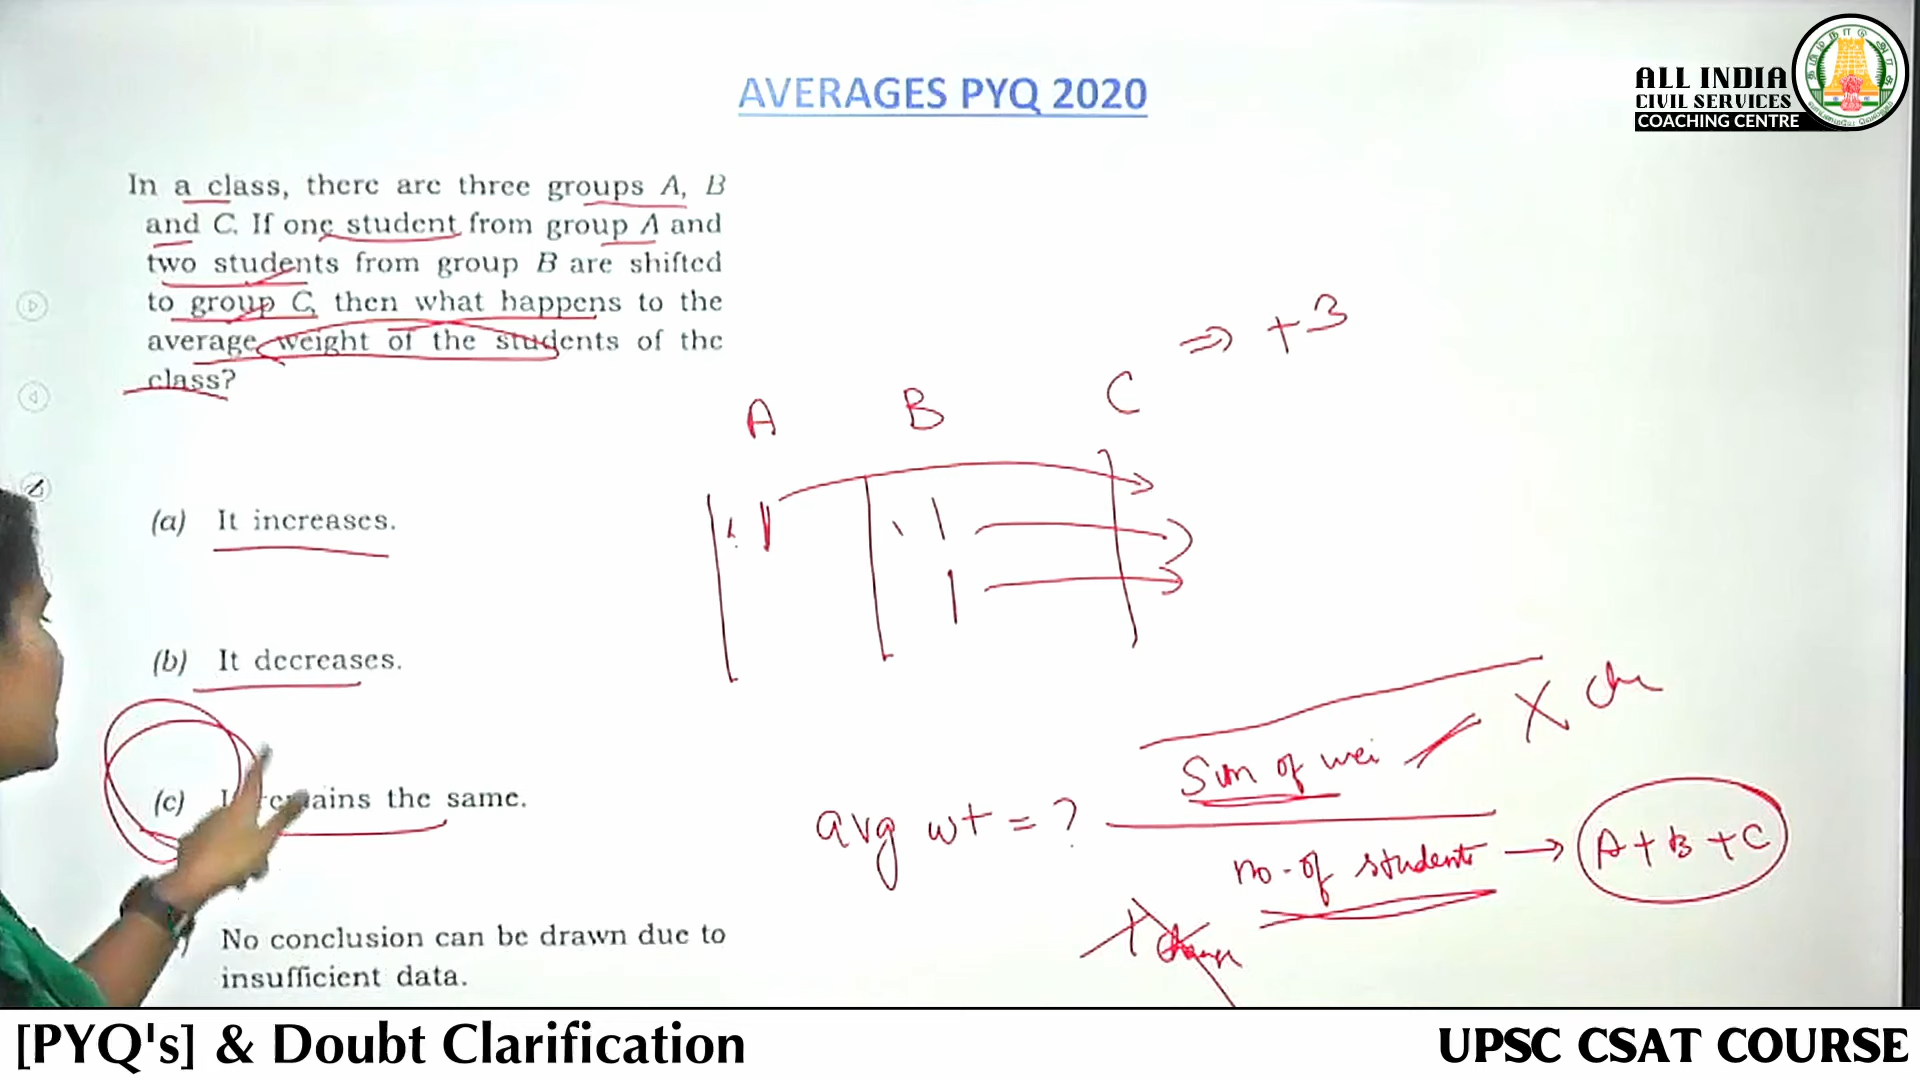 AVERAGES PYQ 2020
ALL INDIA
CIVIL SERVICES
COACHING CENTRE
In a class, there are three groups A, B
and C. If one student from group A and
two students from group B are shifted
to group C, then what happens to the
average weight of the students of the
class?
(a) It increases.
(b) It decreases.
(c) It remains the same.
No conclusion can be drawn due to
insufficient data.
A B C ⇒ +3
avg wt = ?
Sum of wei
no. of students → A + B + C
[PYQ's] & Doubt Clarification
UPSC CSAT COURSE